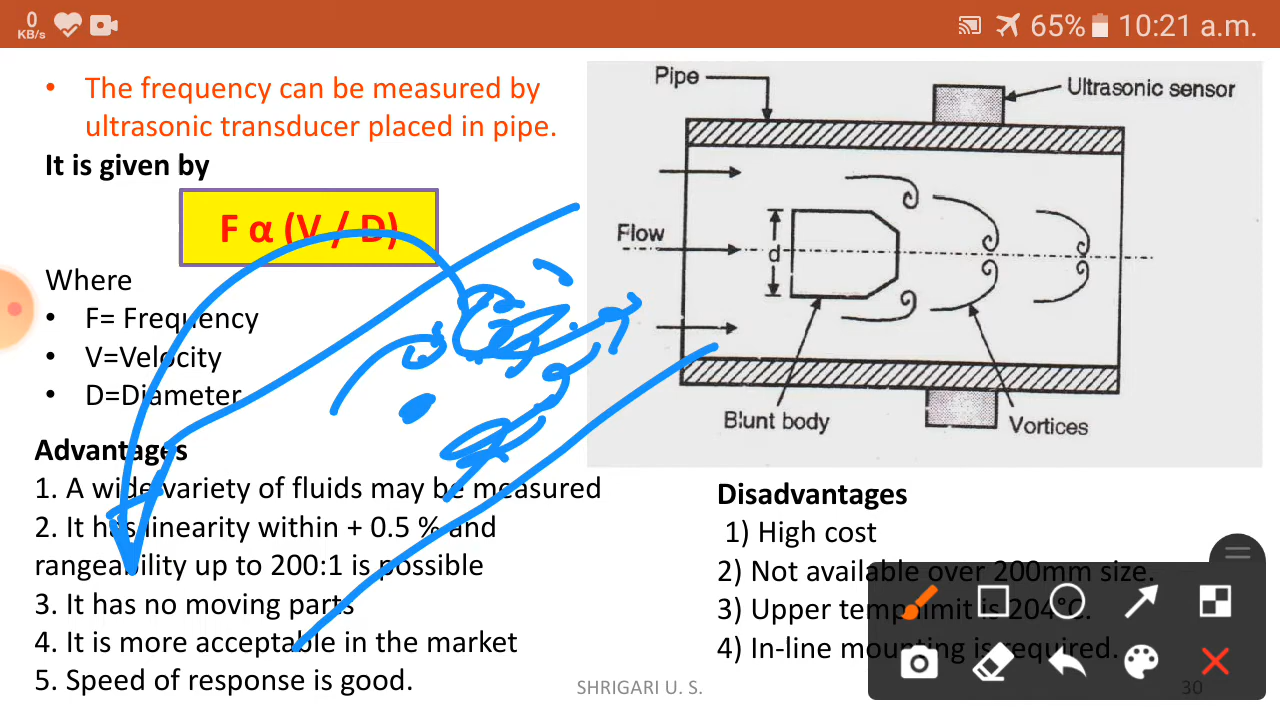 0
KB/s
65%
10:21 a.m.
• The frequency can be measured by
ultrasonic transducer placed in pipe.
It is given by
F α (V / D)
Where
• F= Frequency
• V=Velocity
• D=Diameter
Advantages
1. A wide variety of fluids may be measured
2. It has linearity within + 0.5 % and
rangeability up to 200:1 is possible
3. It has no moving parts
4. It is more acceptable in the market
5. Speed of response is good.
Pipe
Ultrasonic sensor
Flow
d
Blunt body
Vortices
Disadvantages
1) High cost
2) Not available over 200mm size.
3) Upper temp limit is 204°C.
4) In-line mounting is required.
SHRIGARI U. S.
30